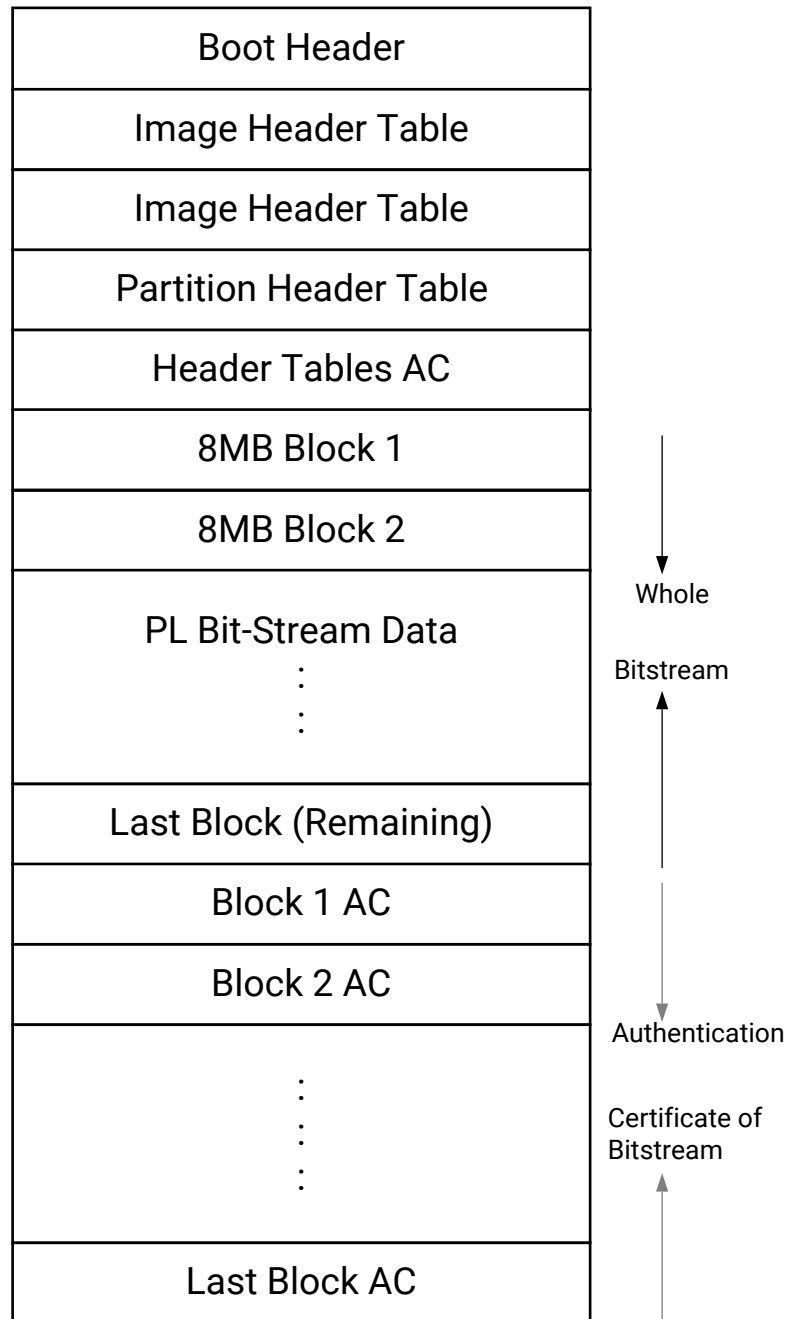 Boot Header
Image Header Table
Image Header Table
Partition Header Table
Header Tables AC
8MB Block 1
8MB Block 2
PL Bit-Stream Data
:
:
Last Block (Remaining)
Block 1 AC
Block 2 AC
:
:
:
Last Block AC
Whole
Bitstream
Authentication
Certificate of
Bitstream